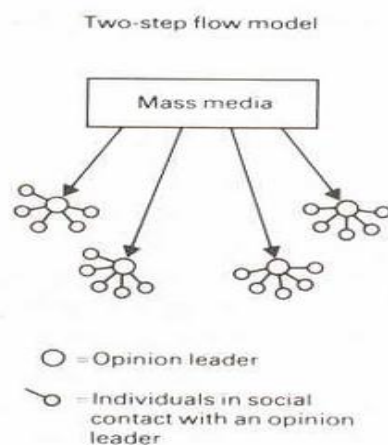 Two-step flow model
Mass media
= Opinion leader
= Individuals in social
contact with an opinion
leader